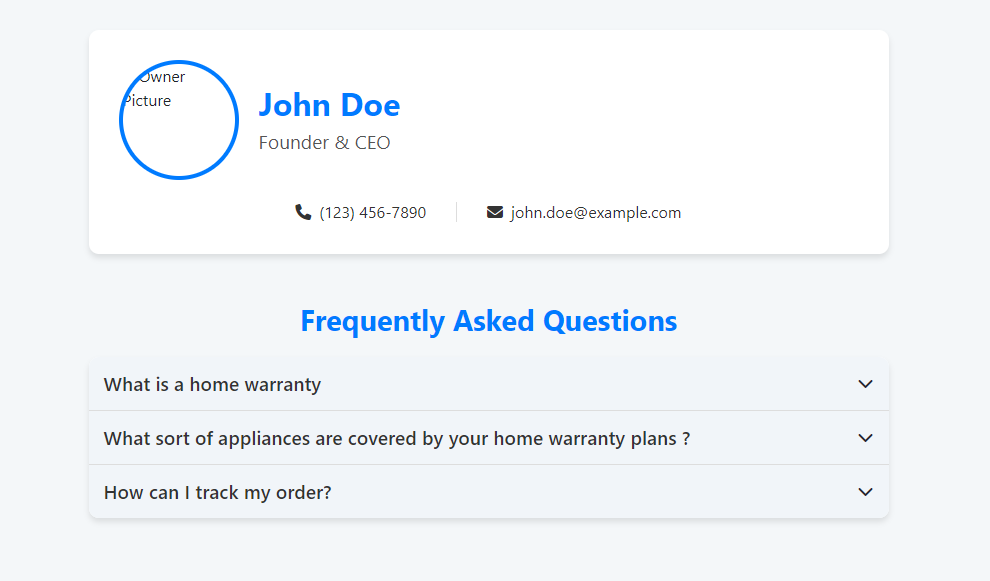 Owner
Picture
John Doe
Founder & CEO
(123) 456-7890 john.doe@example.com
Frequently Asked Questions
What is a home warranty
What sort of appliances are covered by your home warranty plans ?
How can I track my order?